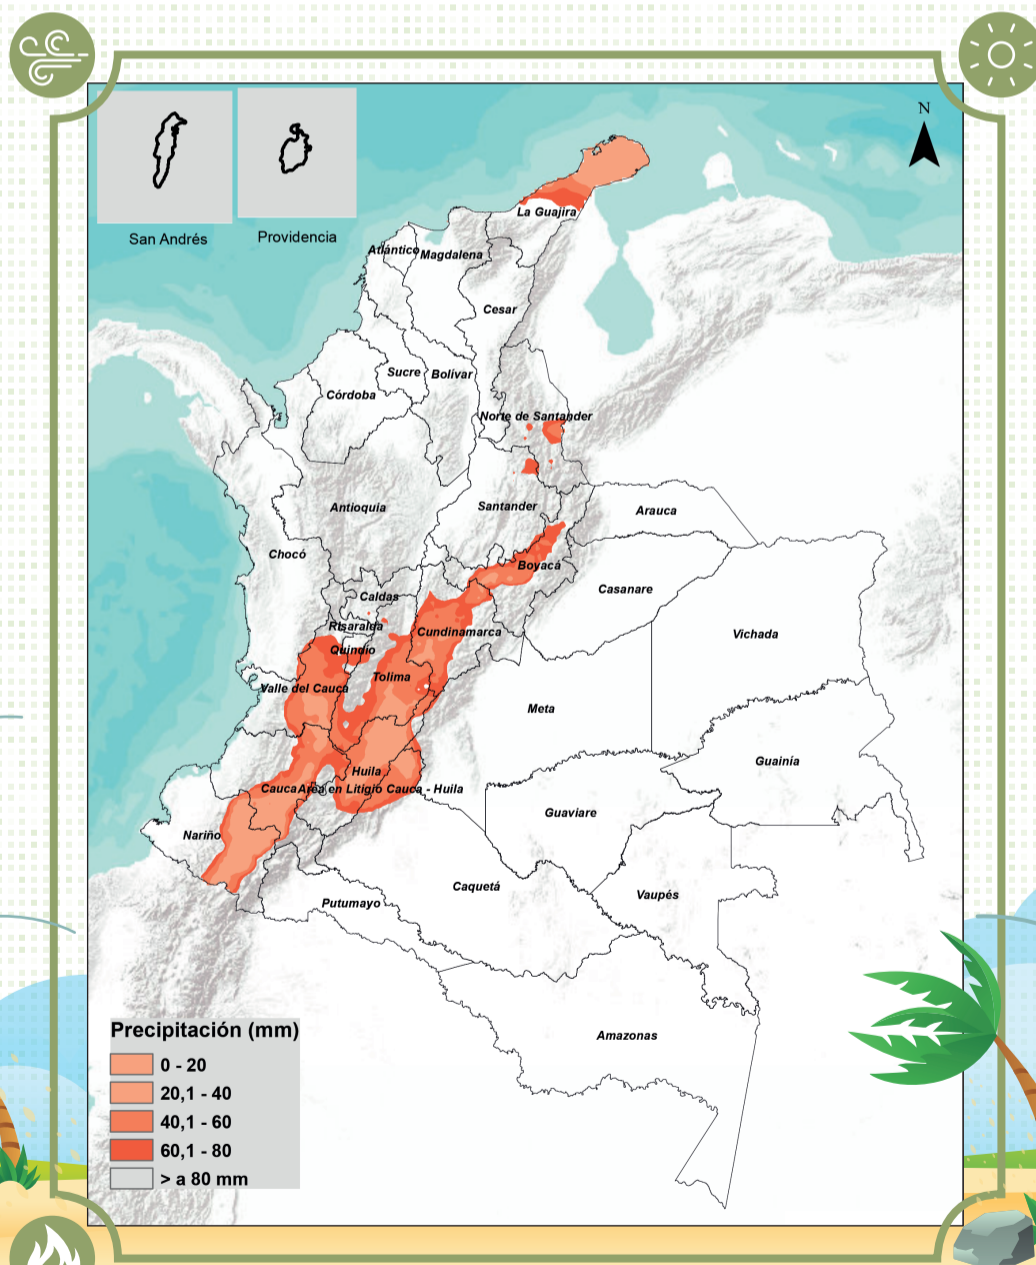 N
San Andrés
Providencia
La Guajira
Atlántico
Magdalena
Cesar
Sucre
Bolívar
Córdoba
Norte de Santander
Antioquia
Santander
Arauca
Chocó
Boyacá
Caldas
Casanare
Risaralda
Cundinamarca
Vichada
Quindío
Tolima
Valle del Cauca
Meta
Guainía
Huila
Cauca
Area en Litigio Cauca - Huila
Guaviare
Nariño
Caquetá
Vaupés
Putumayo
Amazonas
Precipitación (mm)
0 - 20
20,1 - 40
40,1 - 60
60,1 - 80
> a 80 mm